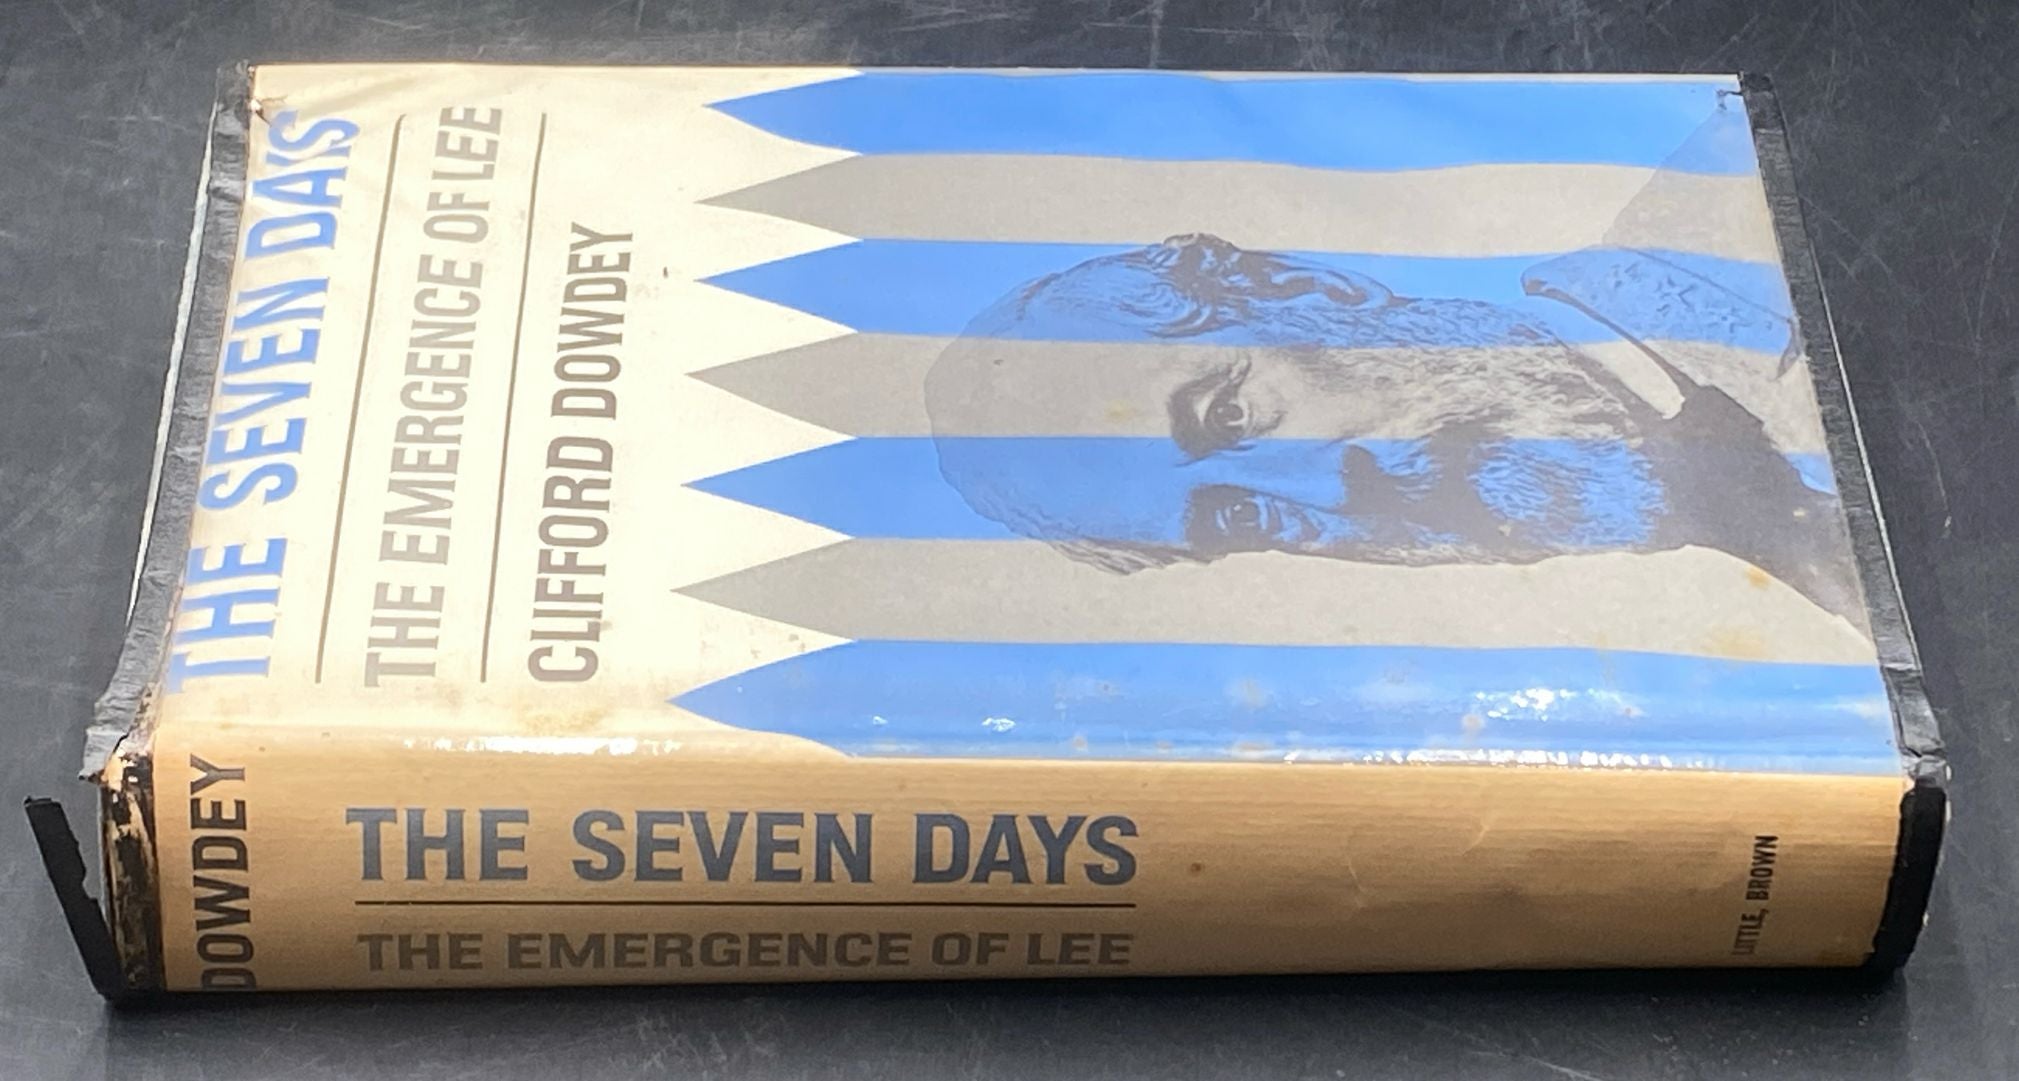 THE SEVEN DAYS
THE EMERGENCE OF LEE
CLIFFORD DOWDEY
DOWDEY
THE SEVEN DAYS
THE EMERGENCE OF LEE
LITTLE, BROWN